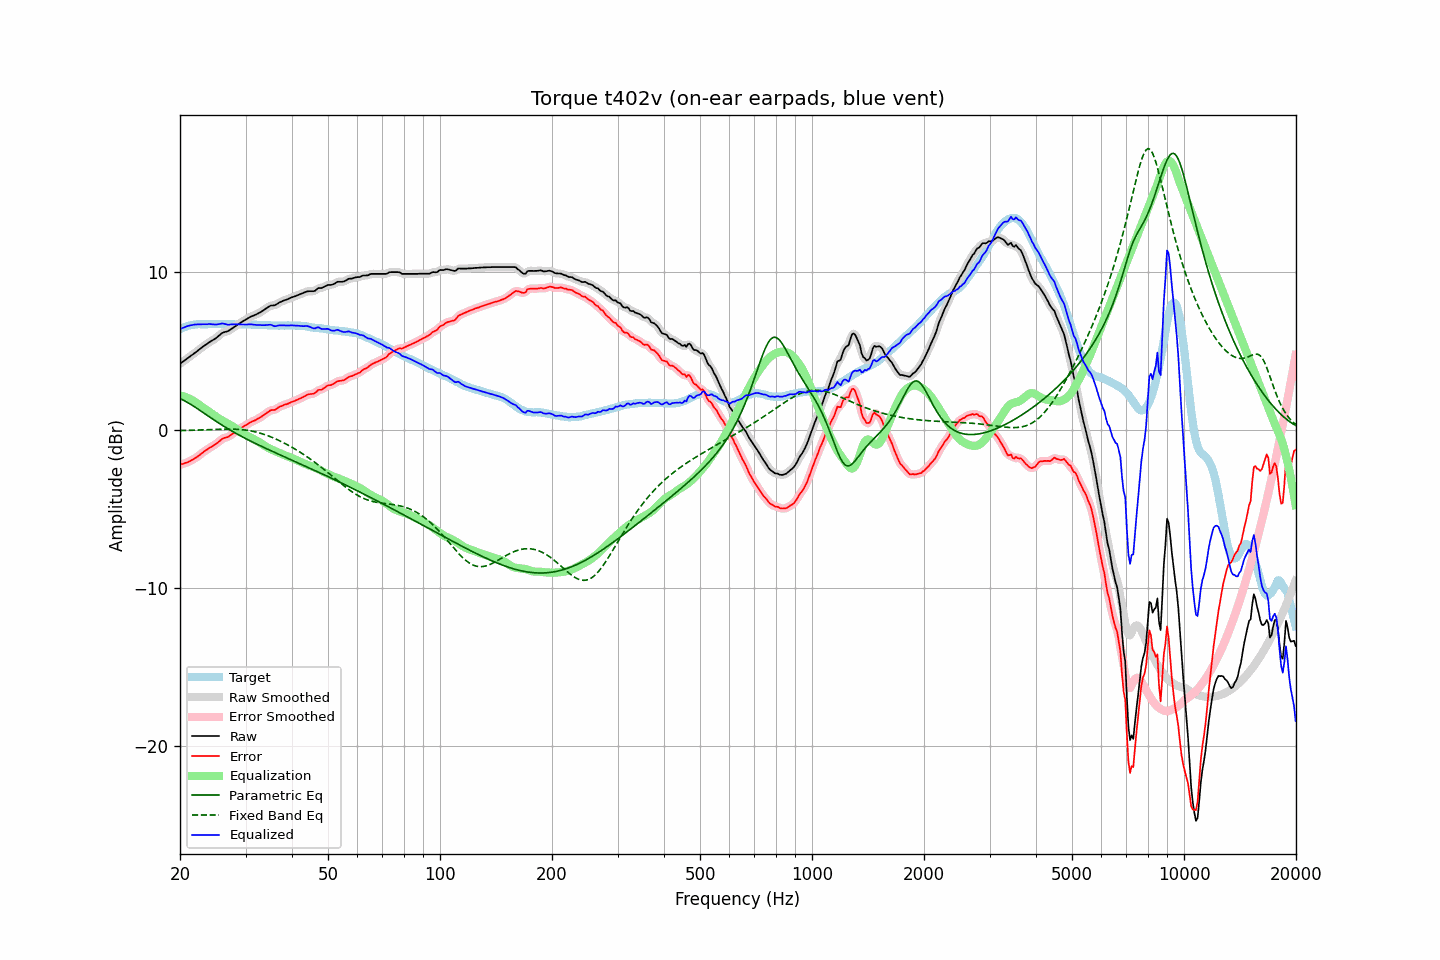 Torque t402v (on-ear earpads, blue vent)
Amplitude (dBr)
10
0
−10
−20
Target
Raw Smoothed
Error Smoothed
Raw
Error
Equalization
Parametric Eq
Fixed Band Eq
Equalized
20 50 100 200 500 1000 2000 5000 10000 20000
Frequency (Hz)